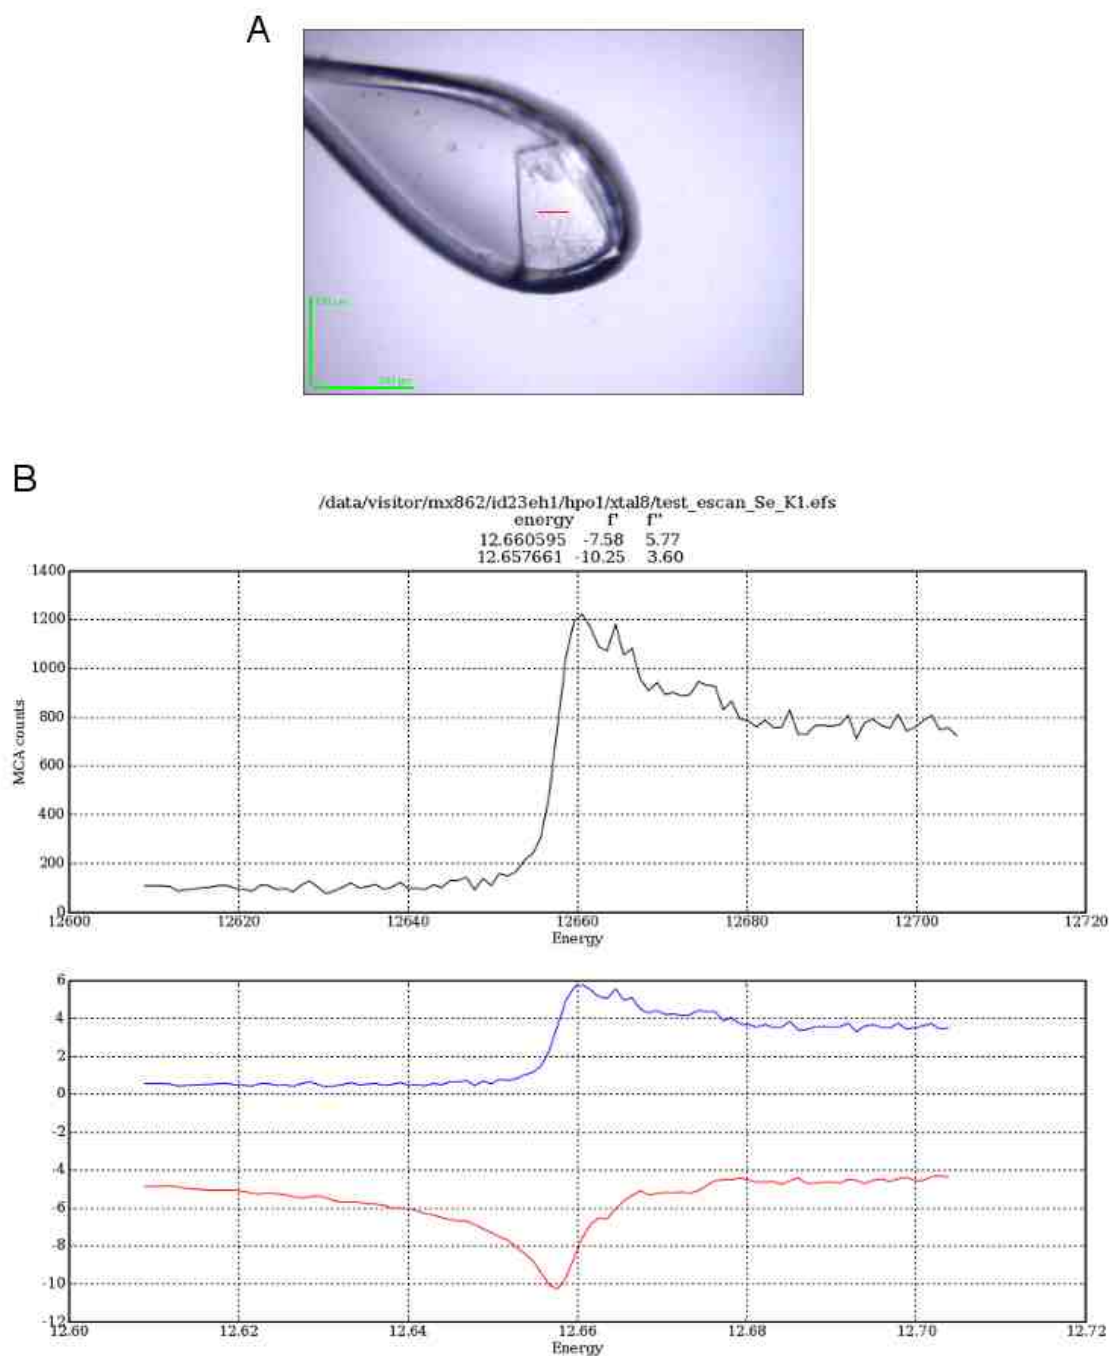 A
B
/data/visitor/mx862/id23eh1/hpo1/xtal8/test_escan_Se_K1.efs
energy f' f''
12.660595 -7.58 5.77
12.657661 -10.25 3.60
1400
1200
1000
800
600
400
200
0
MCA counts
12600 12620 12640 12660 12680 12700 12720
Energy
6
4
2
0
-2
-4
-6
-8
-10
-12
12.60 12.62 12.64 12.66 12.68 12.70 12.72
Energy